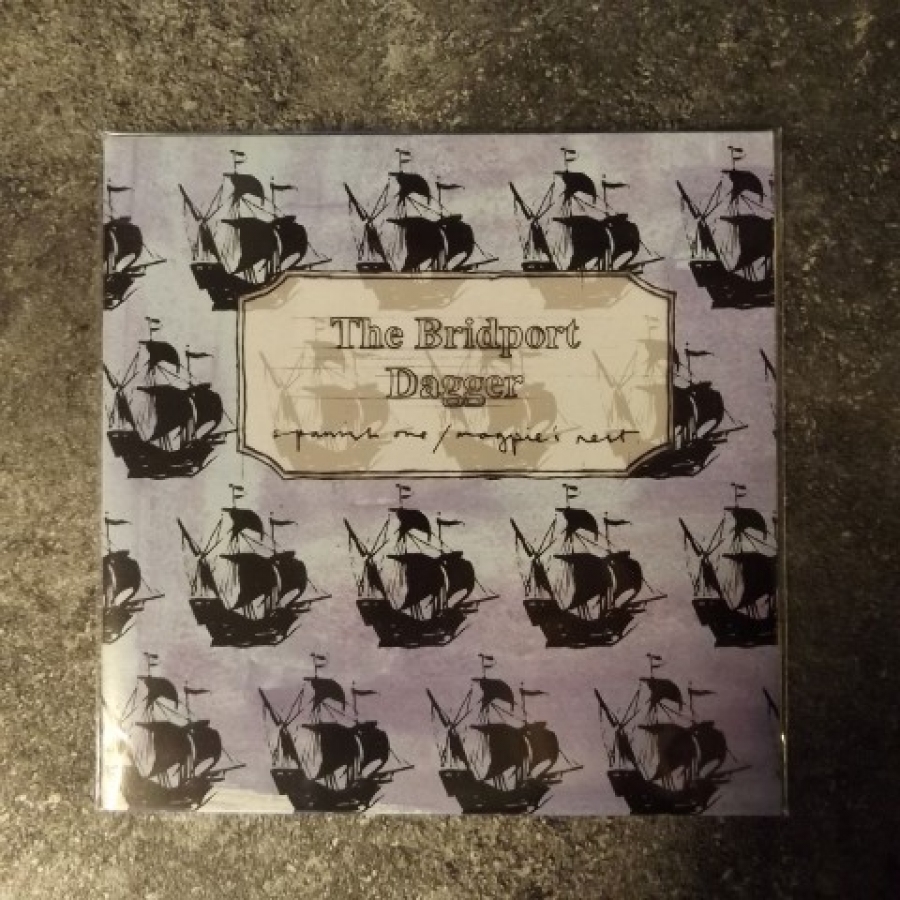 The Bridport
Dagger
spanish one / magpie's nest